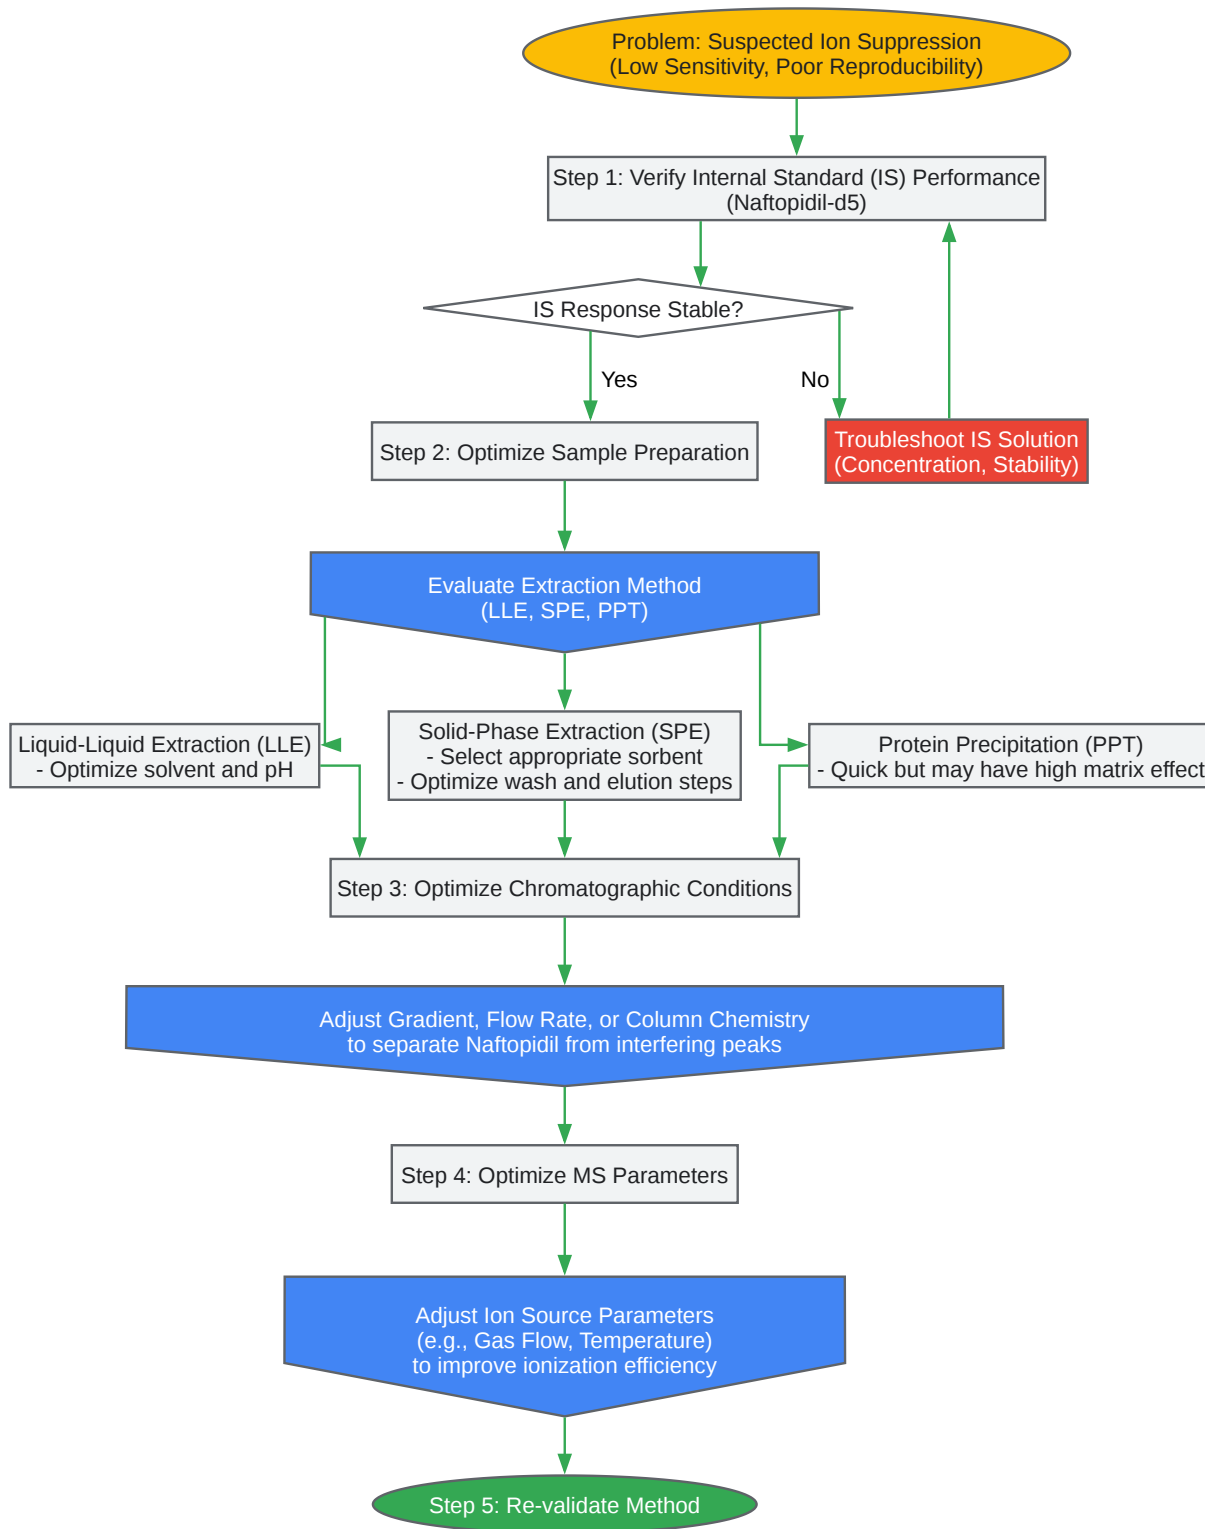 Problem: Suspected Ion Suppression
(Low Sensitivity, Poor Reproducibility)
Step 1: Verify Internal Standard (IS) Performance
(Naftopidil-d5)
IS Response Stable?
Yes
No
Step 2: Optimize Sample Preparation
Troubleshoot IS Solution
(Concentration, Stability)
Evaluate Extraction Method
(LLE, SPE, PPT)
Liquid-Liquid Extraction (LLE)
- Optimize solvent and pH
Solid-Phase Extraction (SPE)
- Select appropriate sorbent
- Optimize wash and elution steps
Protein Precipitation (PPT)
- Quick but may have high matrix effect
Step 3: Optimize Chromatographic Conditions
Adjust Gradient, Flow Rate, or Column Chemistry
to separate Naftopidil from interfering peaks
Step 4: Optimize MS Parameters
Adjust Ion Source Parameters
(e.g., Gas Flow, Temperature)
to improve ionization efficiency
Step 5: Re-validate Method